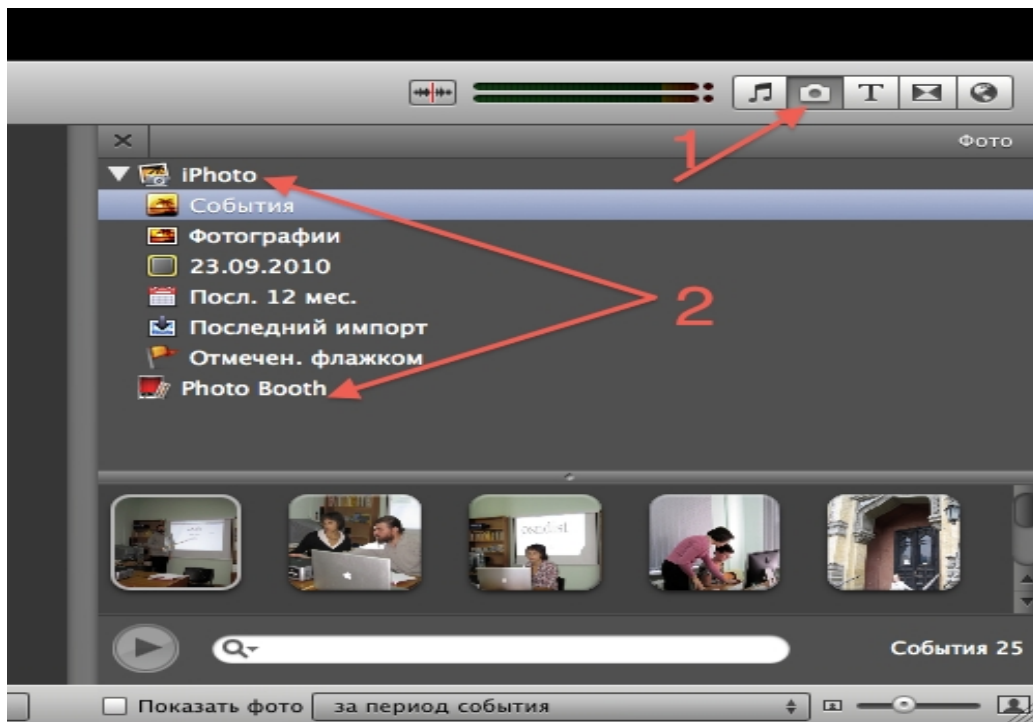 T
1
Фото
iPhoto
События
Фотографии
23.09.2010
Посл. 12 мес.
2
Последний импорт
Отмечен. флажком
Photo Booth
События 25
Показать фото за период события